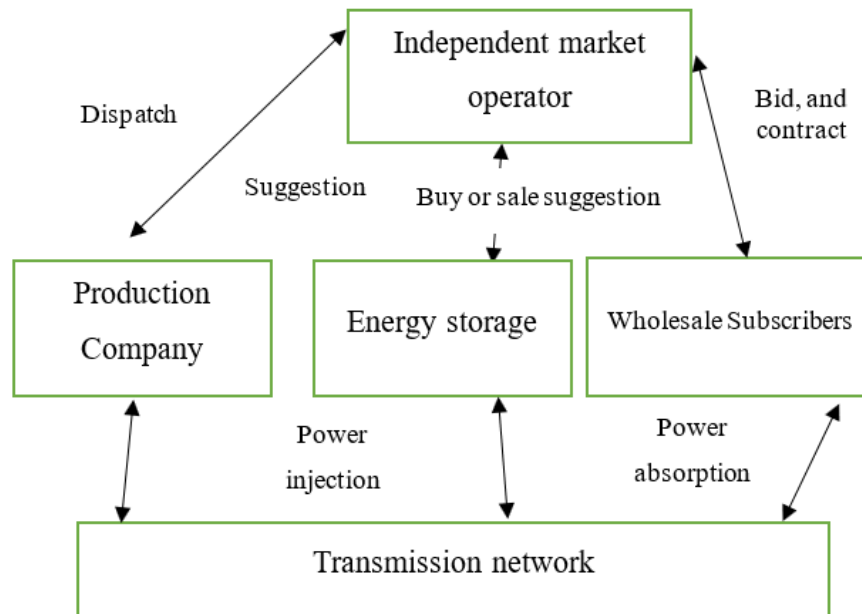 Independent market
operator
Dispatch
Bid, and
contract
Suggestion
Buy or sale suggestion
Production
Company
Energy storage
Wholesale Subscribers
Power
injection
Power
absorption
Transmission network